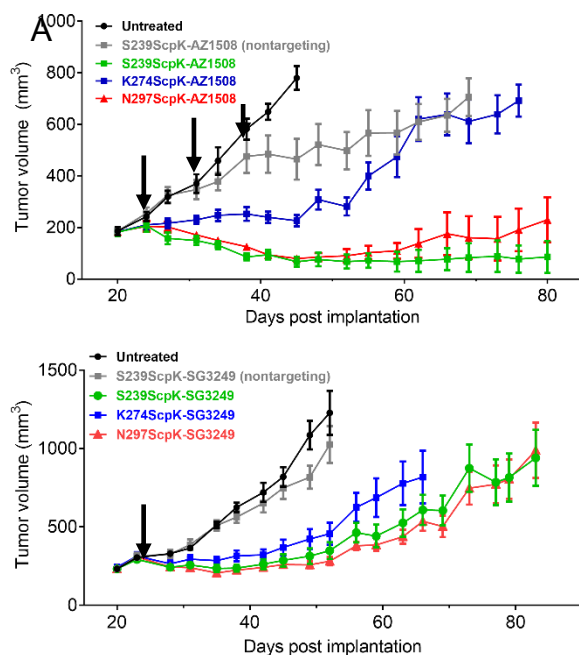 A
Untreated
S239ScpK-AZ1508 (nontargeting)
S239ScpK-AZ1508
K274ScpK-AZ1508
N297ScpK-AZ1508
Tumor volume (mm³)
1000
800
600
400
200
0
20 40 60 80
Days post implantation
Untreated
S239ScpK-SG3249 (nontargeting)
S239ScpK-SG3249
K274ScpK-SG3249
N297ScpK-SG3249
Tumor volume (mm³)
1500
1000
500
0
20 40 60 80
Days post implantation